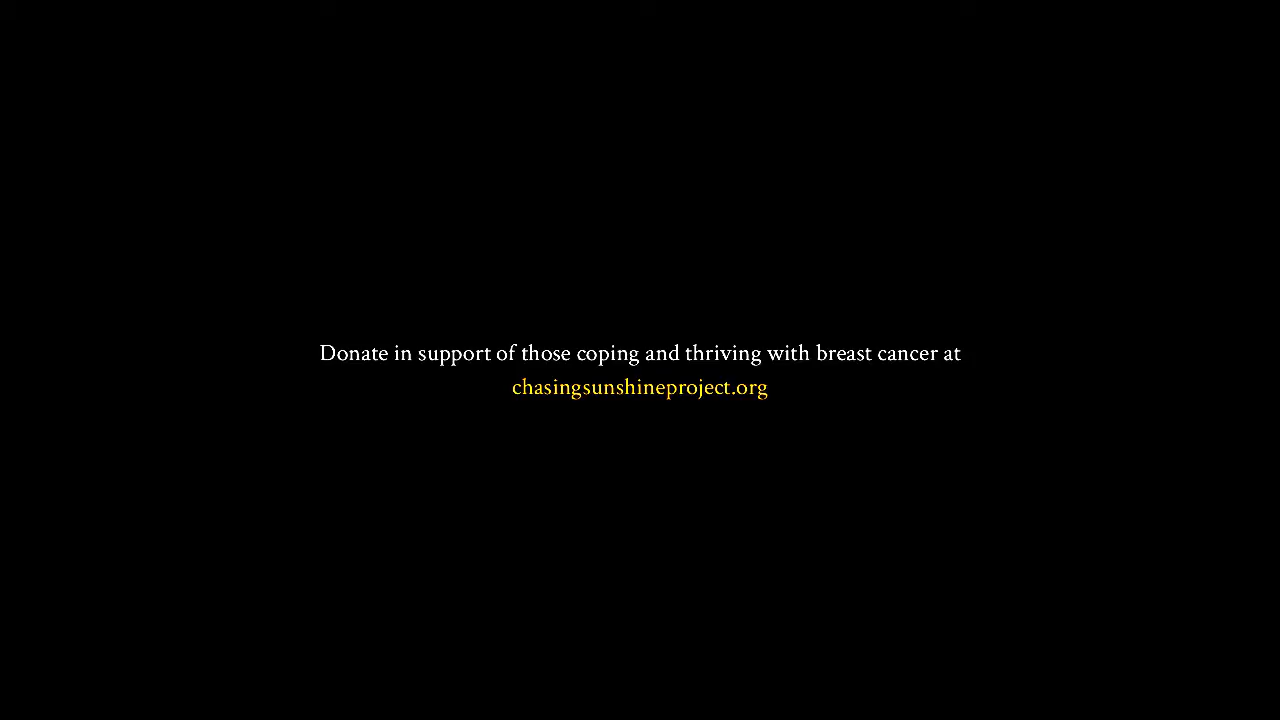 Donate in support of those coping and thriving with breast cancer at
chasingsunshineproject.org